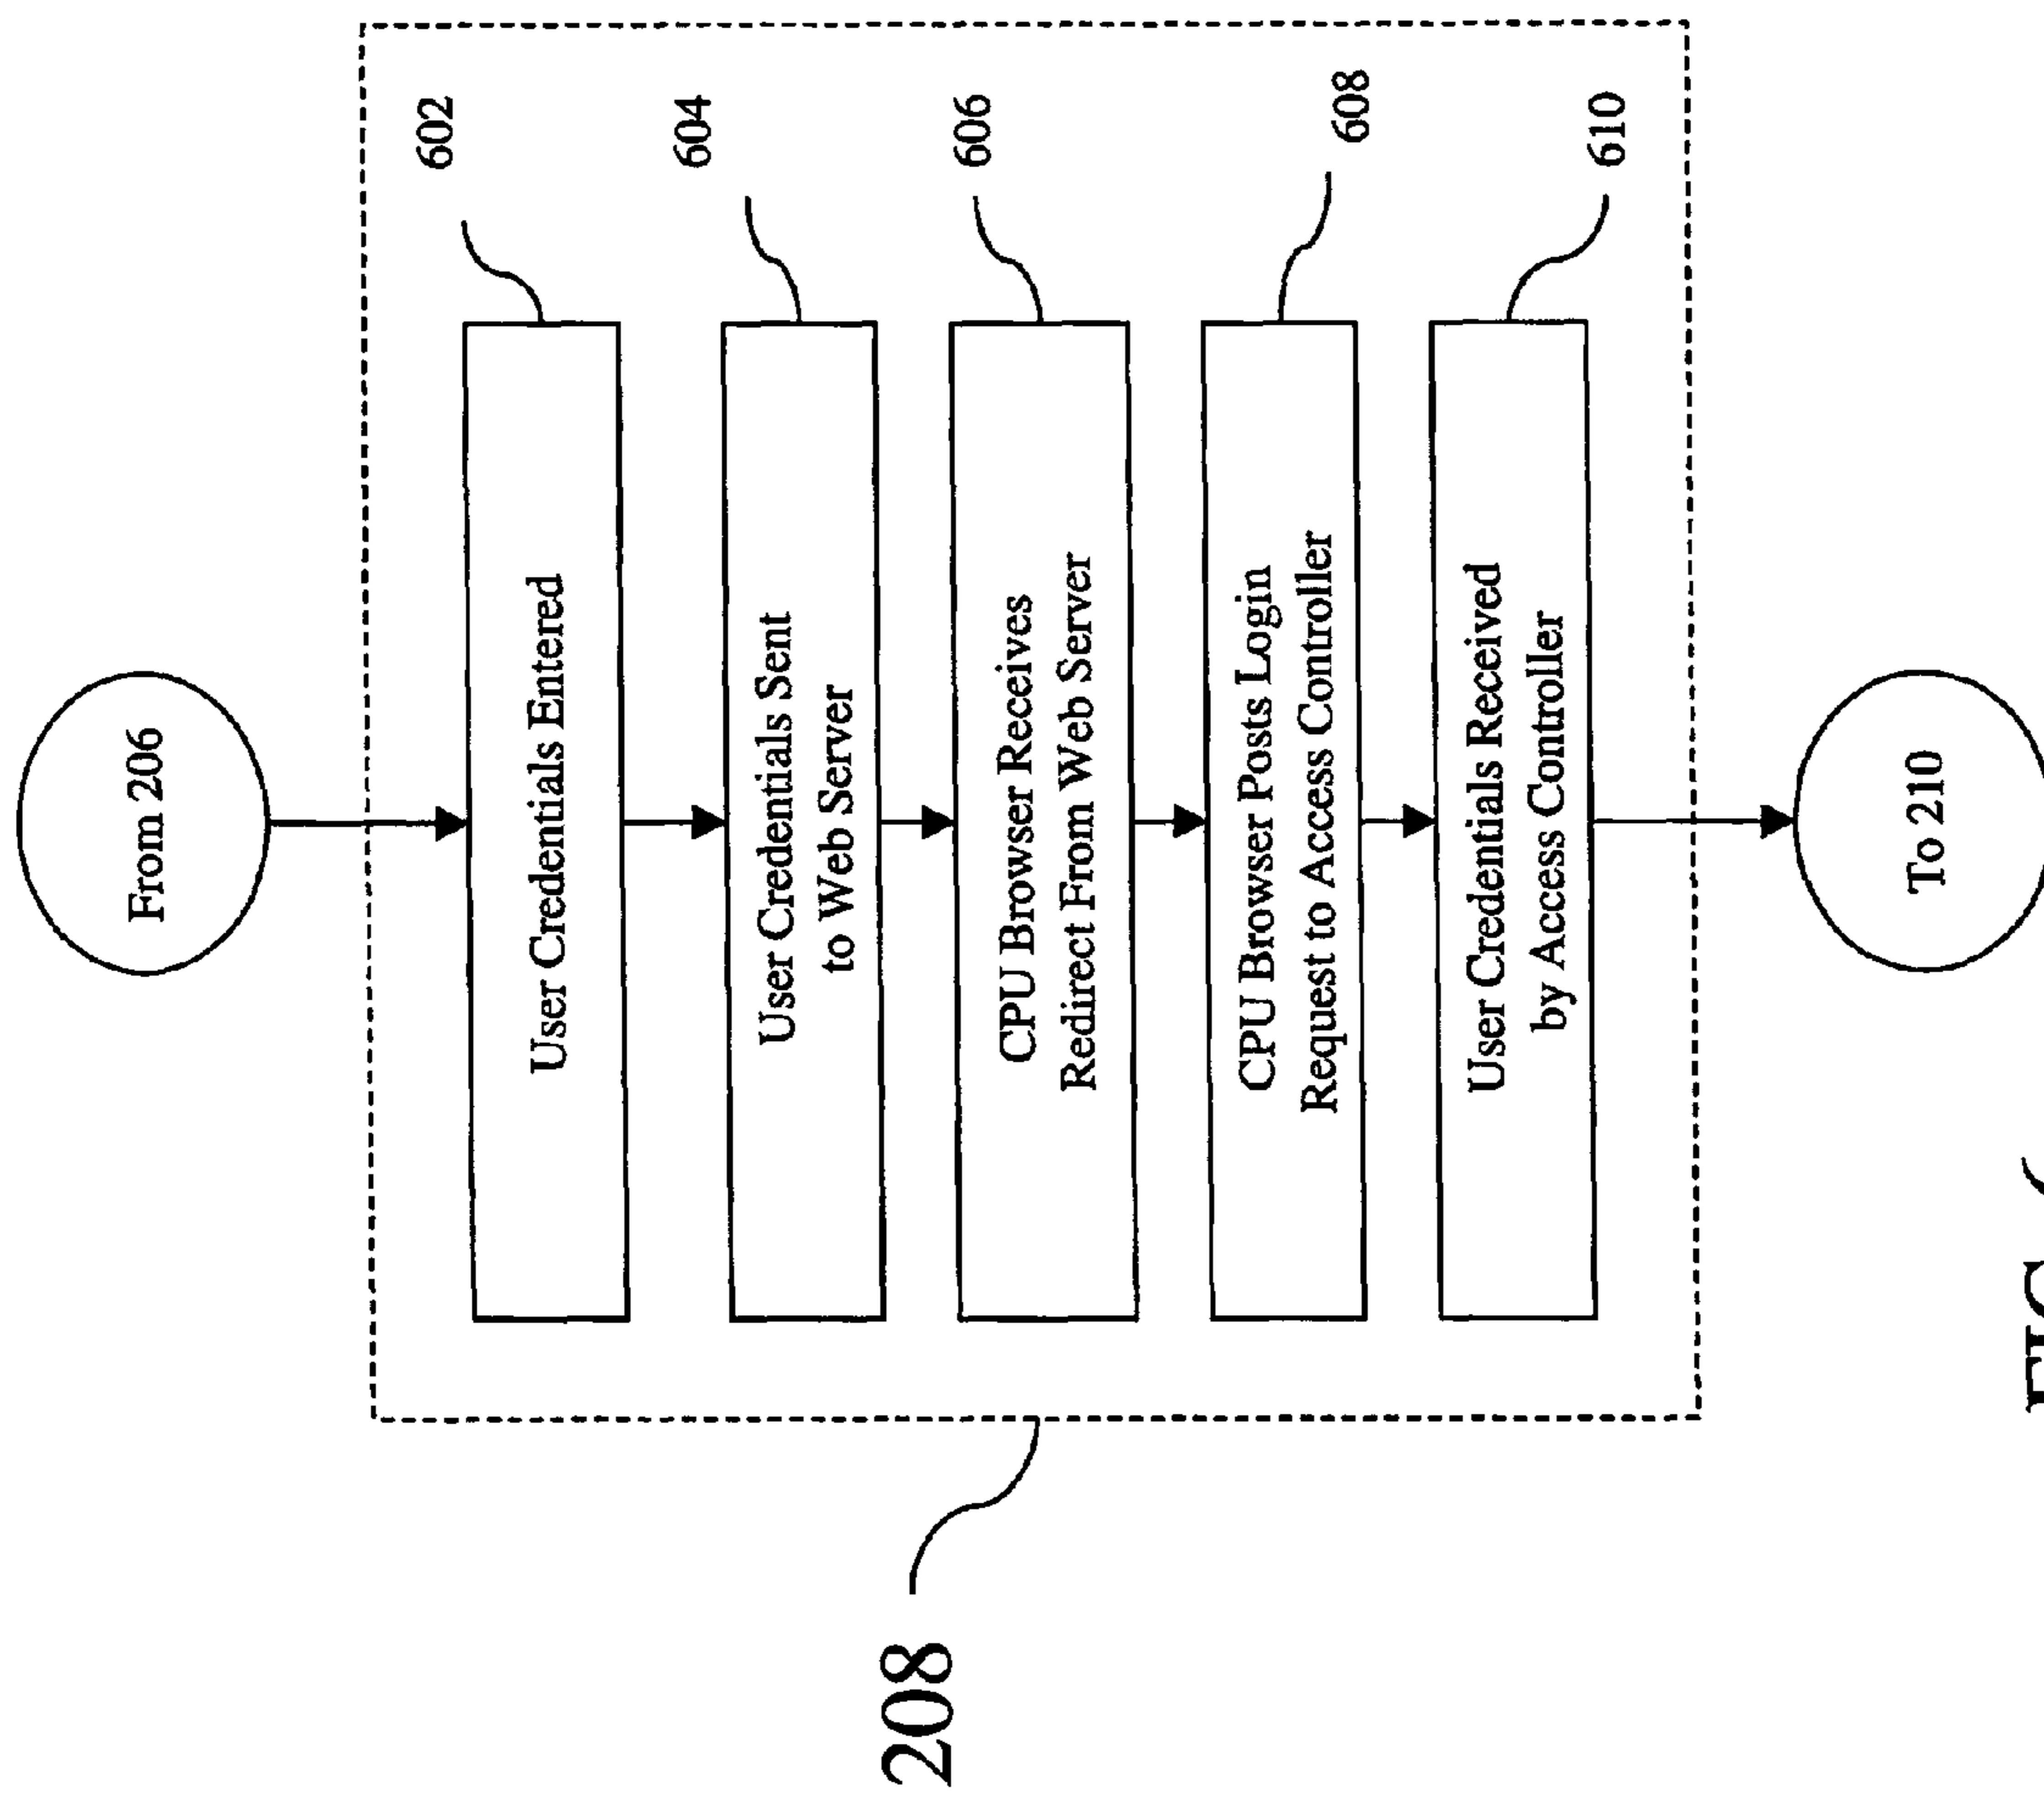 From 206
602
User Credentials Entered
604
User Credentials Sent
to Web Server
606
CPU Browser Receives
Redirect From Web Server
608
CPU Browser Posts Login
Request to Access Controller
610
User Credentials Received
by Access Controller
208
To 210